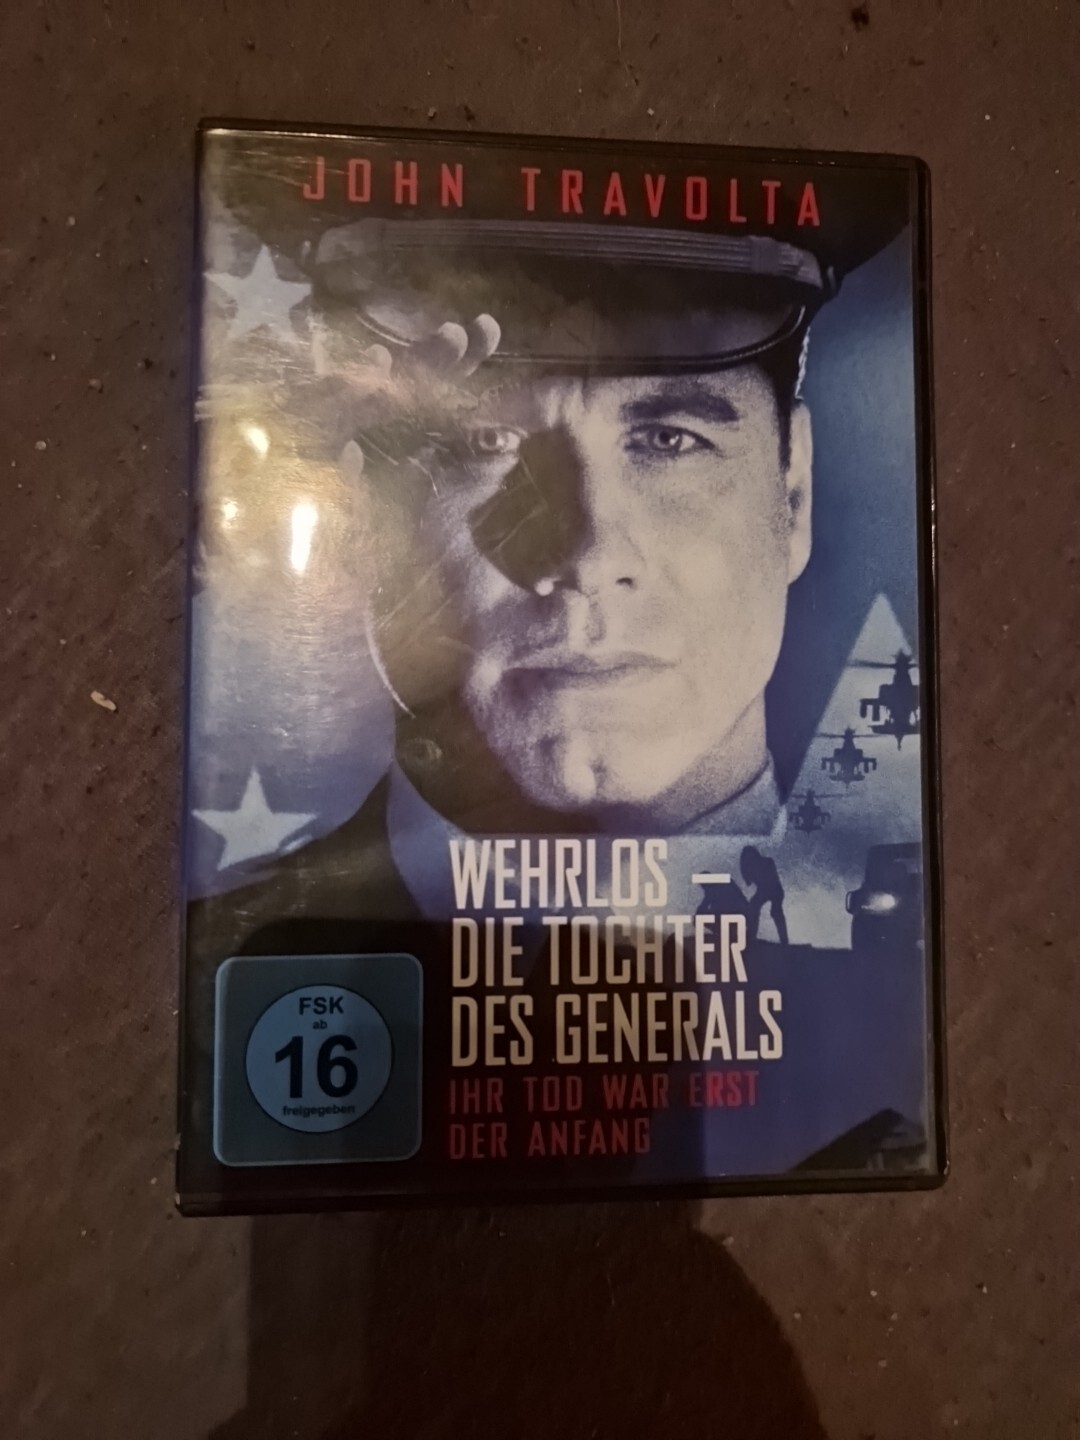 JOHN TRAVOLTA
WEHRLOS –
DIE TOCHTER
DES GENERALS
IHR TOD WAR ERST
DER ANFANG
FSK
ab
16
freigegeben